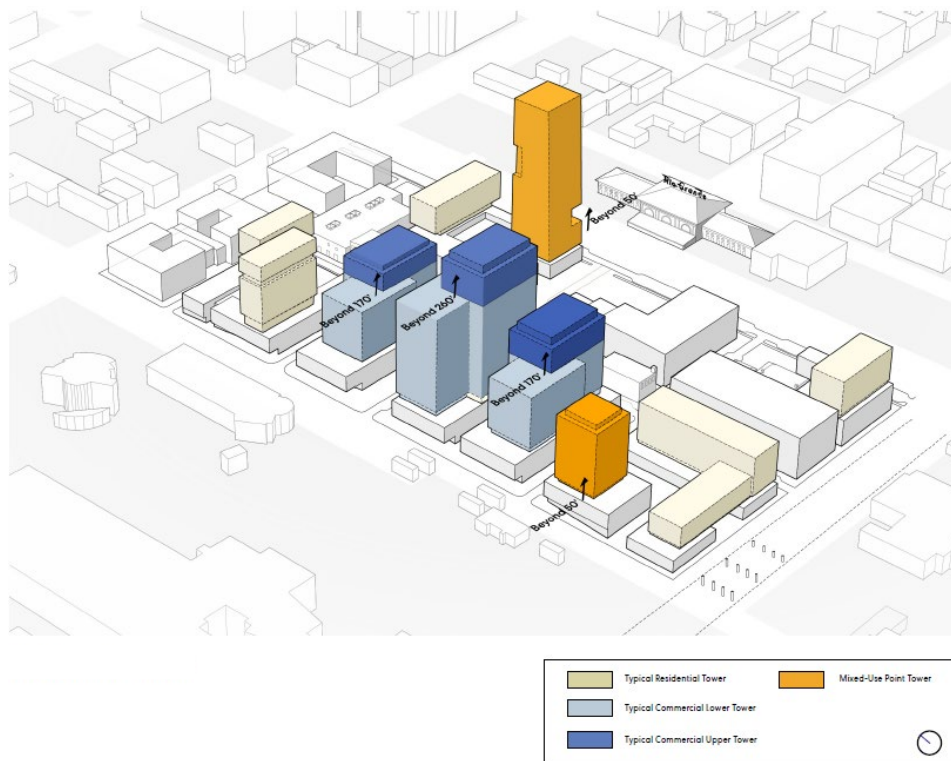 Rio Grande
Beyond 50'
Beyond 170'
Beyond 260'
Beyond 170'
Beyond 50'
Typical Residential Tower
Mixed-Use Point Tower
Typical Commercial Lower Tower
Typical Commercial Upper Tower